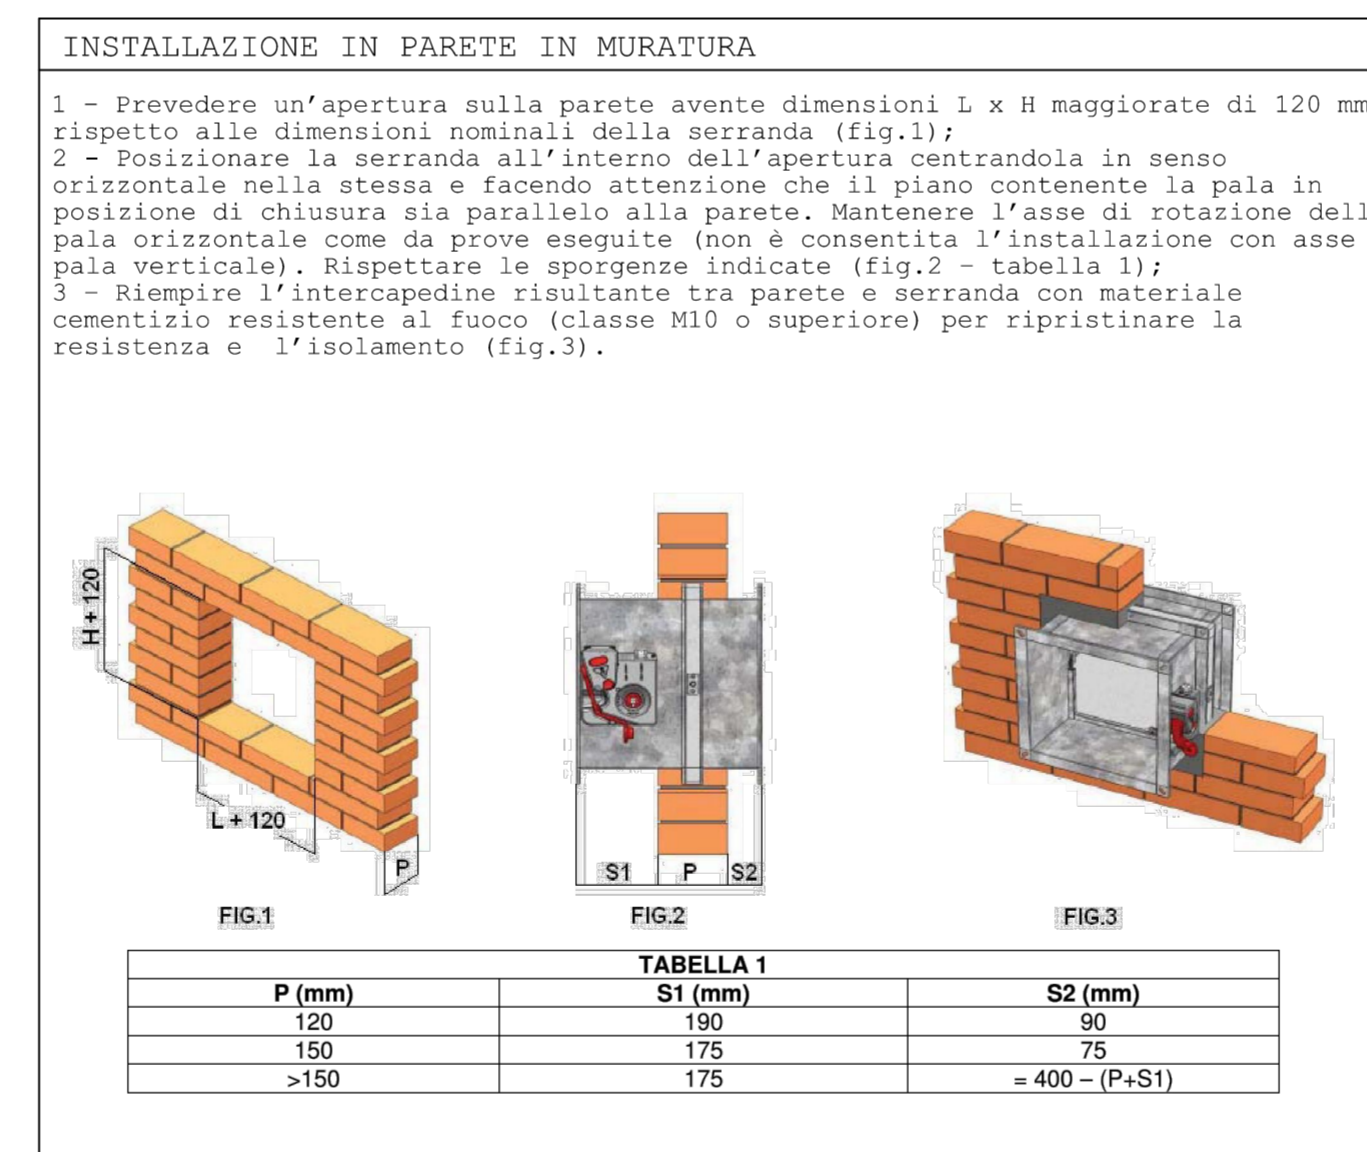 INSTALLAZIONE IN PARETE IN MURATURA
1 – Prevedere un'apertura sulla parete avente dimensioni L x H maggiorate di 120 mm
rispetto alle dimensioni nominali della serranda (fig.1);
2 - Posizionare la serranda all'interno dell'apertura centrandola in senso
orizzontale nella stessa e facendo attenzione che il piano contenente la pala in
posizione di chiusura sia parallelo alla parete. Mantenere l'asse di rotazione dell
pala orizzontale come da prove eseguite (non è consentita l'installazione con asse
pala verticale). Rispettare le sporgenze indicate (fig.2 – tabella 1);
3 – Riempire l'intercapedine risultante tra parete e serranda con materiale
cementizio resistente al fuoco (classe M10 o superiore) per ripristinare la
resistenza e  l'isolamento (fig.3).
H + 120
L + 120
P
S1 P S2
FIG.1 FIG.2 FIG.3
TABELLA 1
P (mm) S1 (mm) S2 (mm)
120 190 90
150 175 75
>150 175 = 400 – (P+S1)